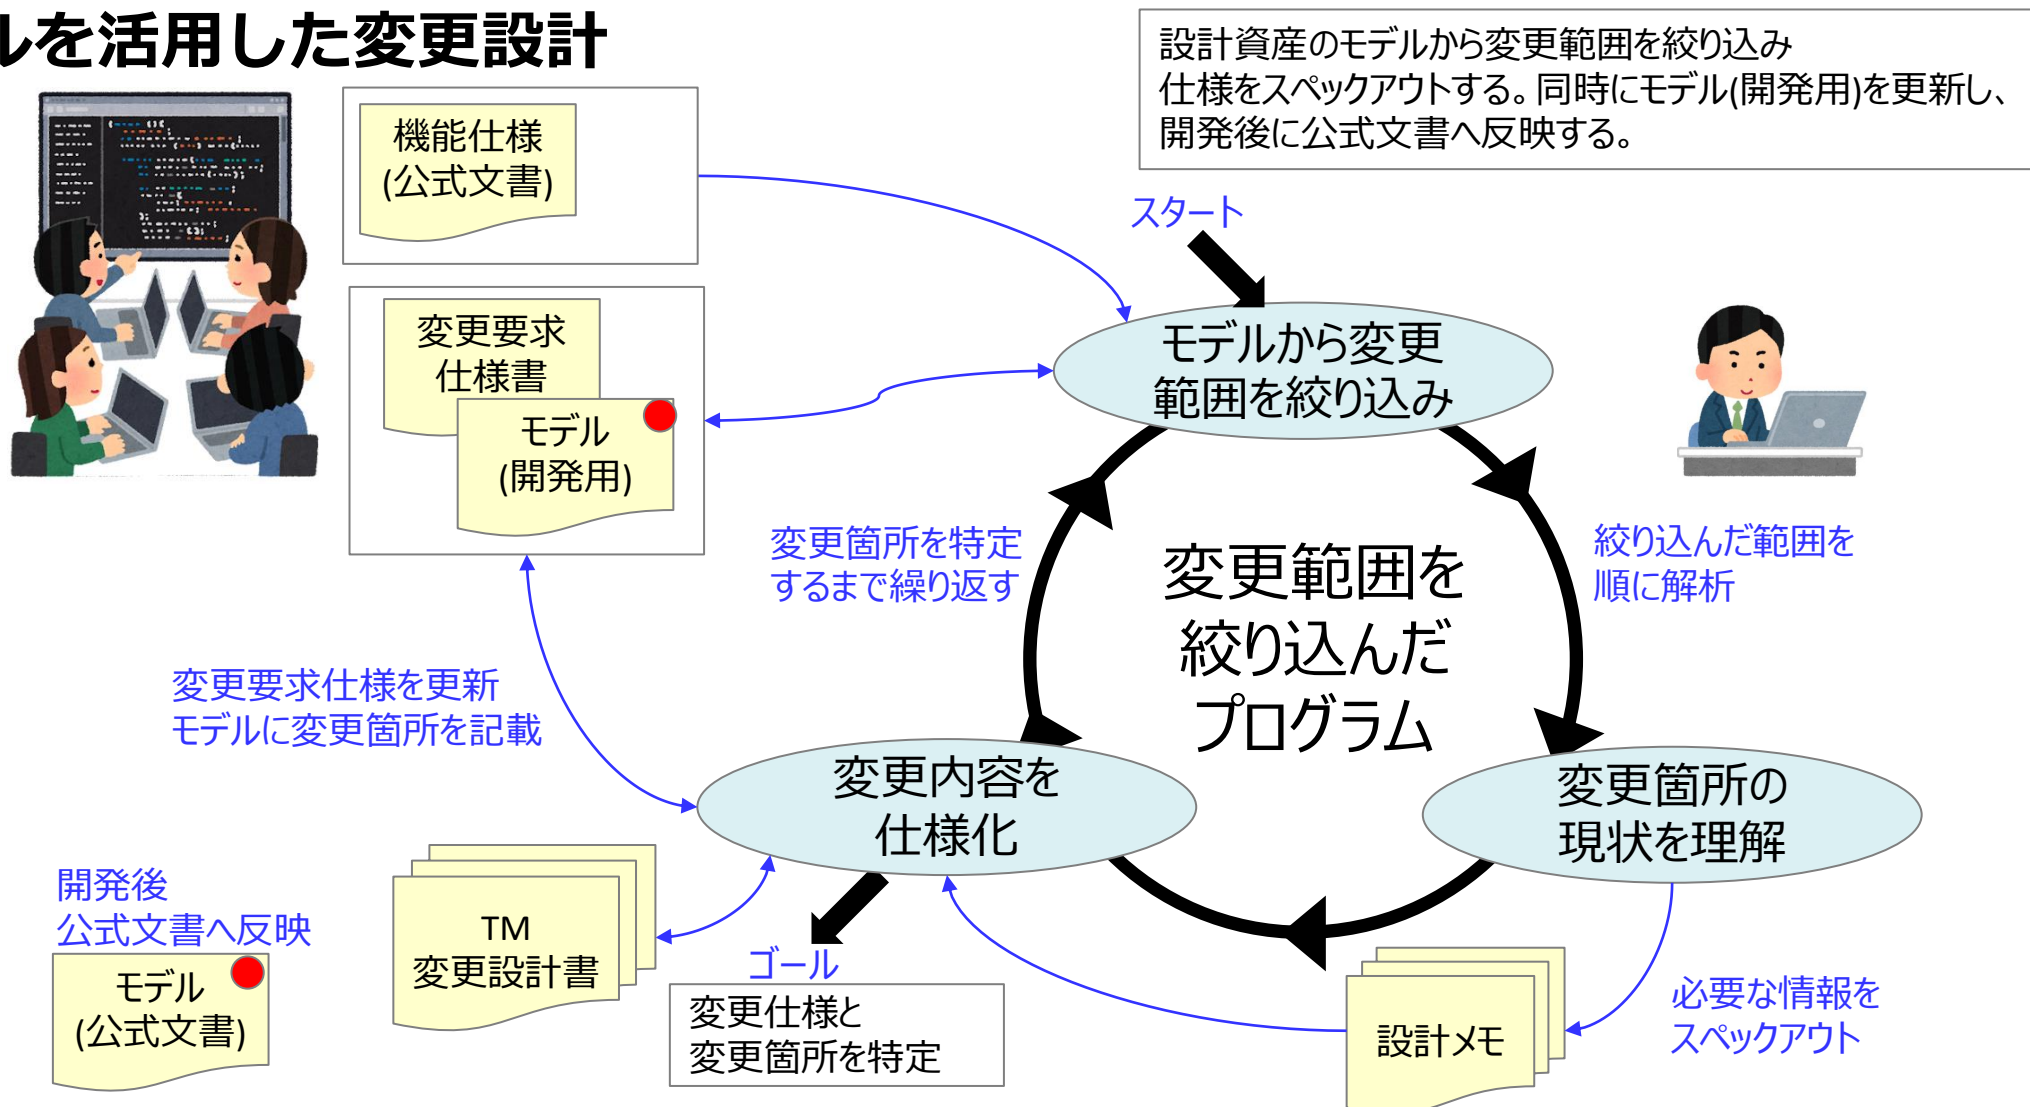 ルを活用した変更設計
設計資産のモデルから変更範囲を絞り込み
仕様をスペックアウトする。同時にモデル(開発用)を更新し、
開発後に公式文書へ反映する。
機能仕様
(公式文書)
スタート
変更要求
仕様書
モデル
(開発用)
モデルから変更
範囲を絞り込み
変更箇所を特定
するまで繰り返す
変更範囲を
絞り込んだ
プログラム
絞り込んだ範囲を
順に解析
変更要求仕様を更新
モデルに変更箇所を記載
変更内容を
仕様化
変更箇所の
現状を理解
開発後
公式文書へ反映
モデル
(公式文書)
TM
変更設計書
ゴール
変更仕様と
変更箇所を特定
設計メモ
必要な情報を
スペックアウト